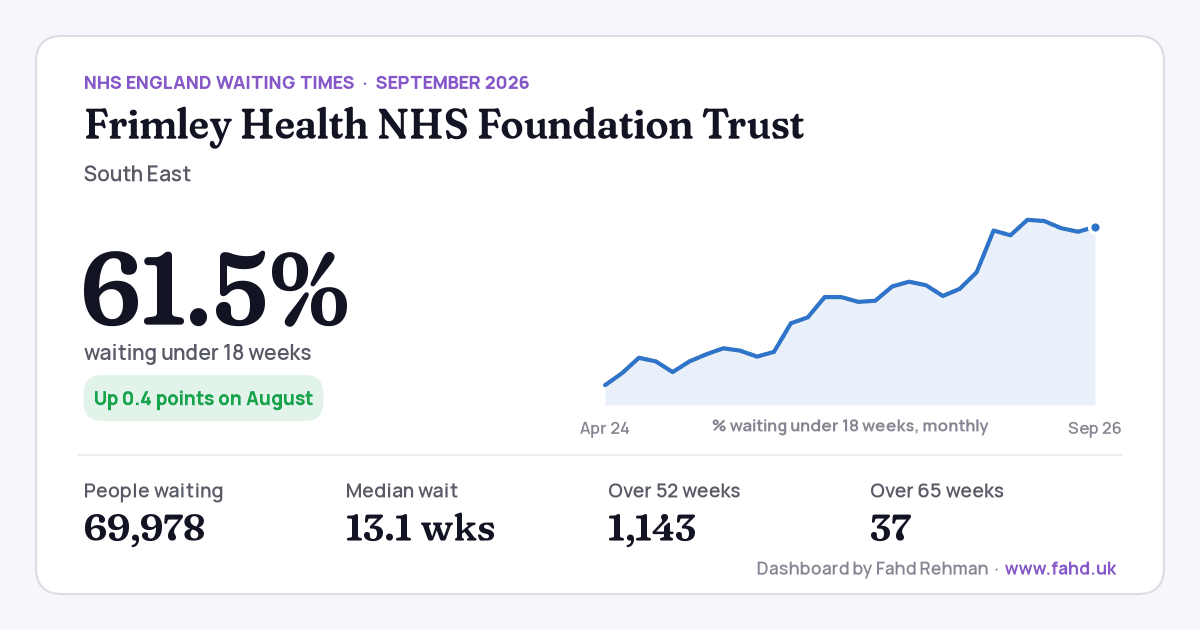 NHS ENGLAND WAITING TIMES · SEPTEMBER 2026
Frimley Health NHS Foundation Trust
South East
61.5%
waiting under 18 weeks
Up 0.4 points on August
Apr 24
% waiting under 18 weeks, monthly
Sep 26
People waiting
69,978
Median wait
13.1 wks
Over 52 weeks
1,143
Over 65 weeks
37
Dashboard by Fahd Rehman · www.fahd.uk